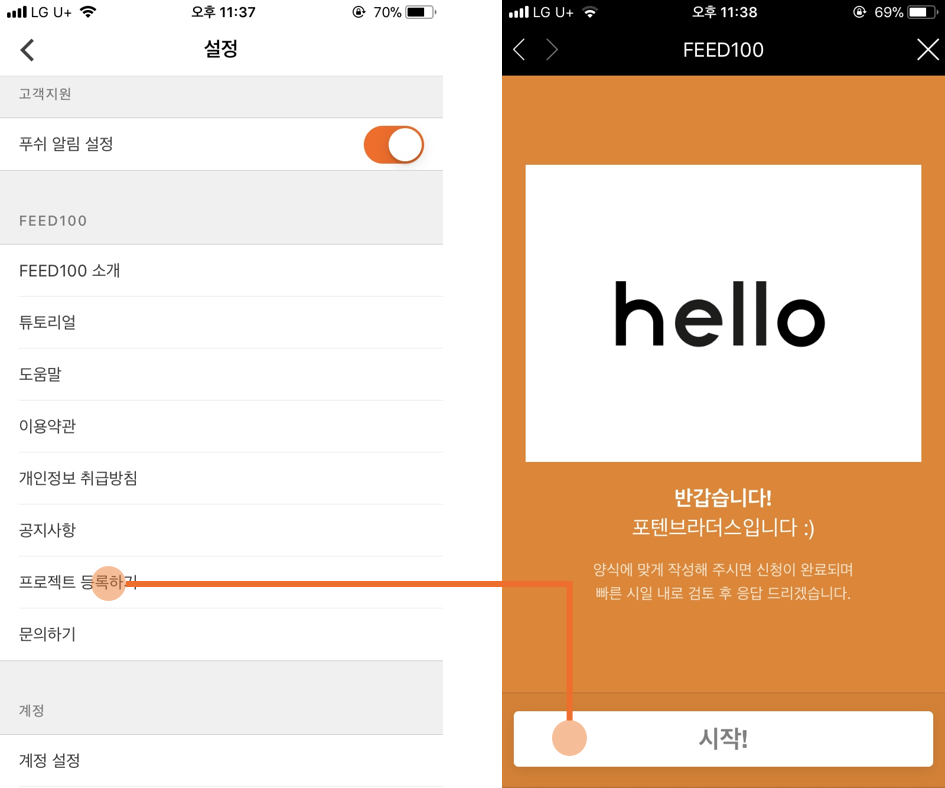 LG U+ 오후 11:37 70%
설정
고객지원
푸쉬 알림 설정
FEED100
FEED100 소개
튜토리얼
도움말
이용약관
개인정보 취급방침
공지사항
프로젝트 등록하기
문의하기
계정
계정 설정
LG U+ 오후 11:38 69%
FEED100
hello
반갑습니다!
포텐브라더스입니다 :)
양식에 맞게 작성해 주시면 신청이 완료되며
빠른 시일 내로 검토 후 응답 드리겠습니다.
시작!